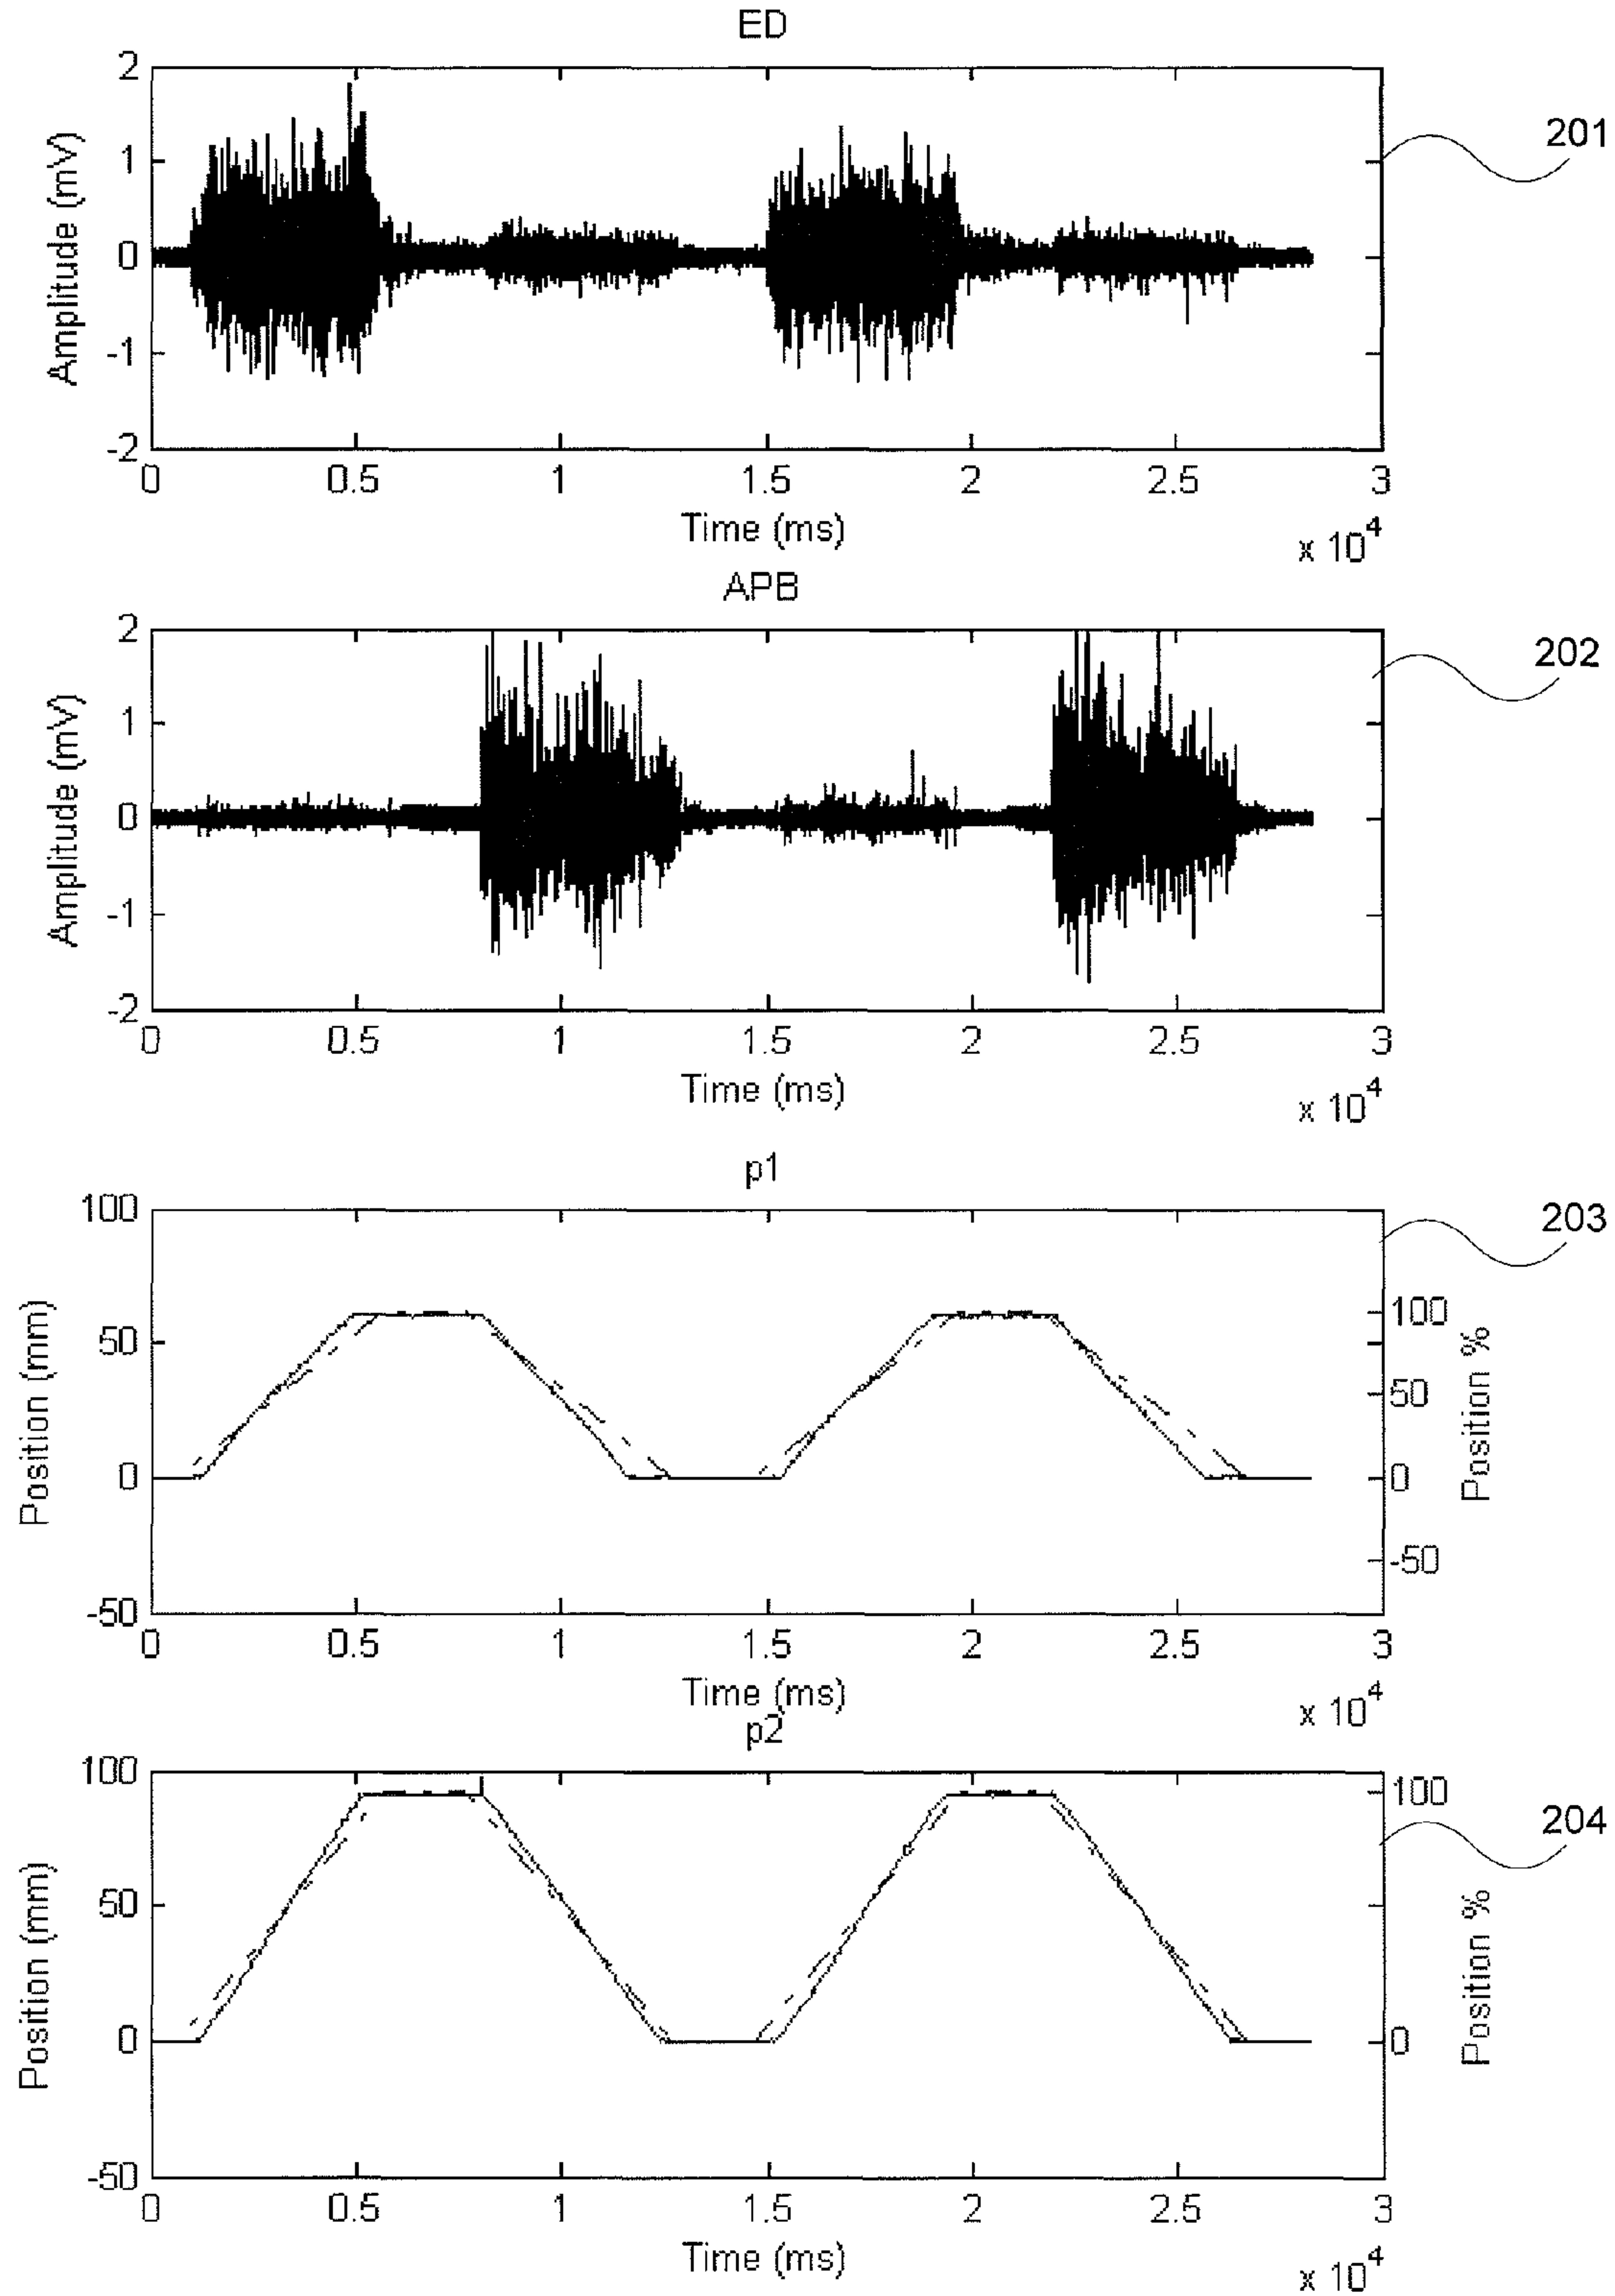 ED
2
1
0
-1
-2
Amplitude (mV)
0 0.5 1 1.5 2 2.5 3
Time (ms)
x 10^4
201
APB
2
1
0
-1
-2
Amplitude (mV)
0 0.5 1 1.5 2 2.5 3
Time (ms)
x 10^4
202
p1
100
50
0
-50
Position (mm)
100
50
0
-50
Position %
0 0.5 1 1.5 2 2.5 3
Time (ms)
x 10^4
203
p2
100
50
0
-50
Position (mm)
100
0
Position %
0 0.5 1 1.5 2 2.5 3
Time (ms)
x 10^4
204